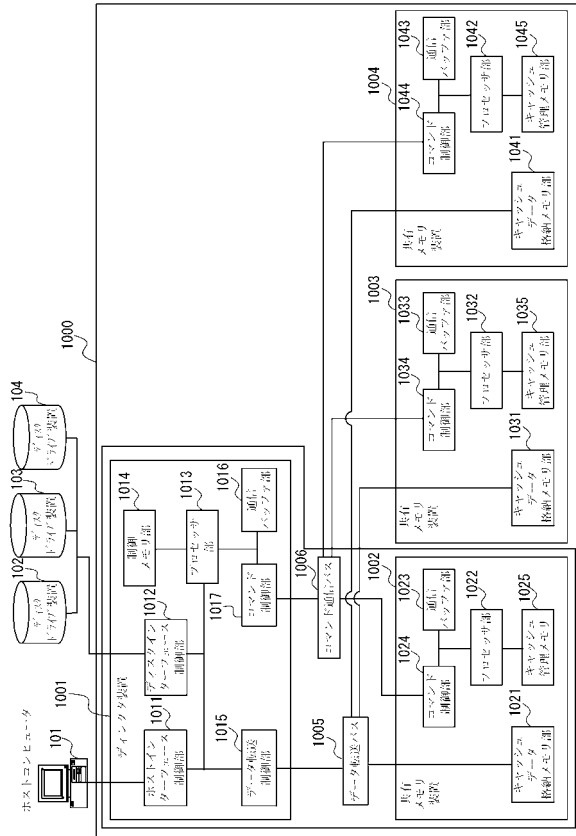 ホストコンピュータ
101
102
ディスク
ドライブ装置
103
ディスク
ドライブ装置
104
ディスク
ドライブ装置
1000
1001
ディレクタ装置
1011
ホストイン
ターフェース
制御部
1012
ディスクイン
ターフェース
制御部
1014
制御
メモリ部
1013
プロセッサ
部
1015
データ転送
制御部
1017
コマンド
制御部
1016
通信
バッファ部
1005
データ転送パス
1006
コマンド通信パス
1002
共有
メモリ
装置
1024
コマンド
制御部
1023
通信
バッファ部
1022
プロセッサ部
1021
キャッシュ
データ
格納メモリ部
1025
キャッシュ
管理メモリ
1003
共有
メモリ
装置
1034
コマンド
制御部
1033
通信
バッファ部
1032
プロセッサ部
1031
キャッシュ
データ
格納メモリ部
1035
キャッシュ
管理メモリ部
1004
共有
メモリ
装置
1044
コマンド
制御部
1043
通信
バッファ部
1042
プロセッサ部
1041
キャッシュ
データ
格納メモリ部
1045
キャッシュ
管理メモリ部